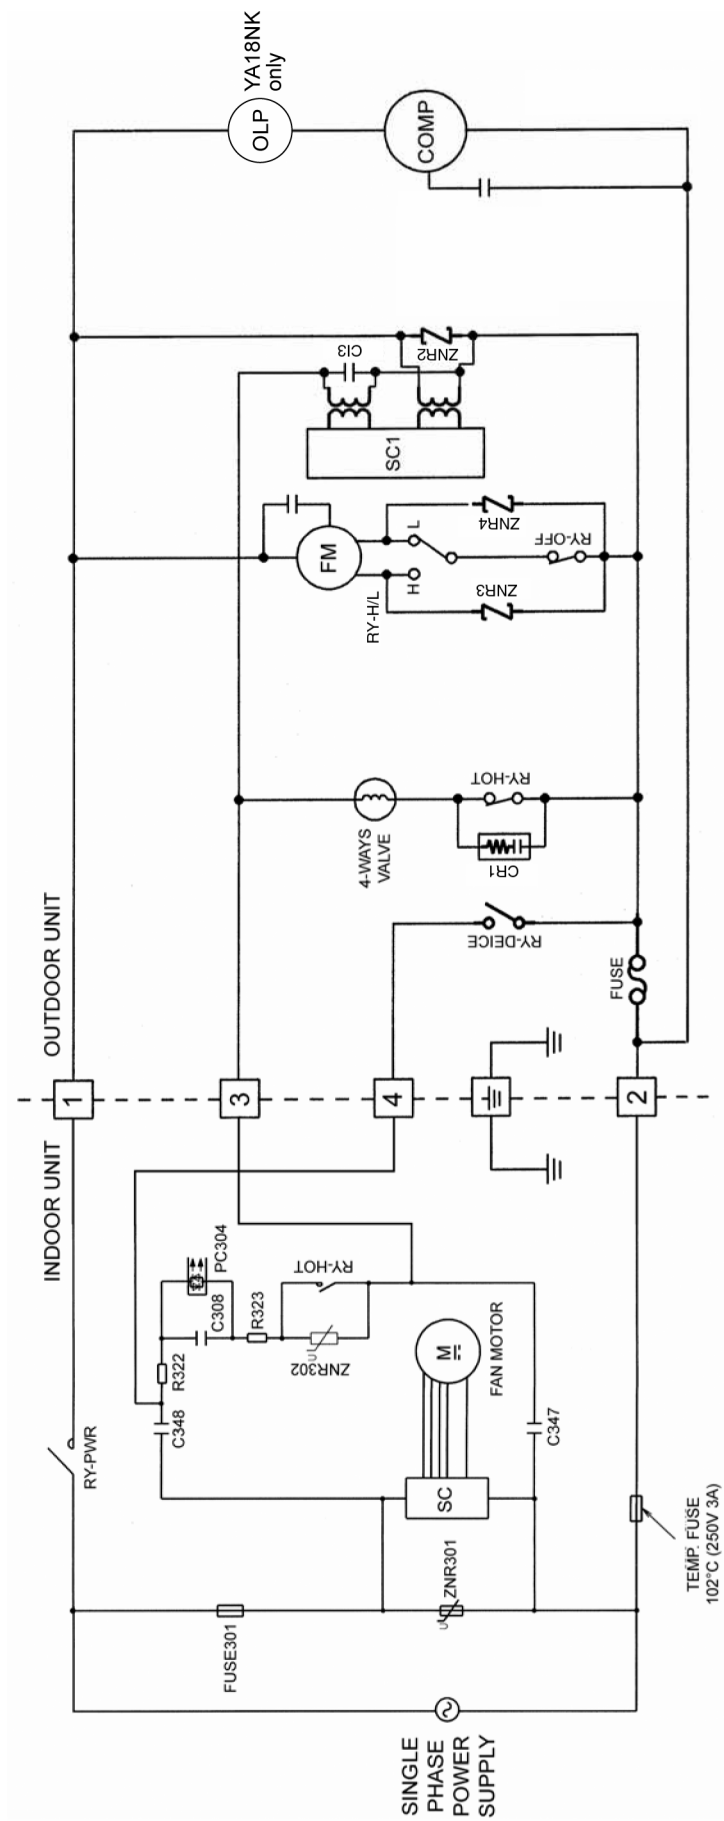 YA18NK
only
OLP
COMP
ZNR2
CI3
SC1
ZNR4
L
FM
RY-OFF
H
ZNR3
RY-H/L
RY-HOT
4-WAYS
VALVE
CR1
RY-DEICE
FUSE
OUTDOOR UNIT
1
3
4
2
INDOOR UNIT
PC304
C308
R323
RY-HOT
ZNR302
U
R322
C348
M
FAN MOTOR
RY-PWR
C347
SC
TEMP. FUSE
102°C (250V 3A)
ZNR301
U
FUSE301
SINGLE
PHASE
POWER
SUPPLY